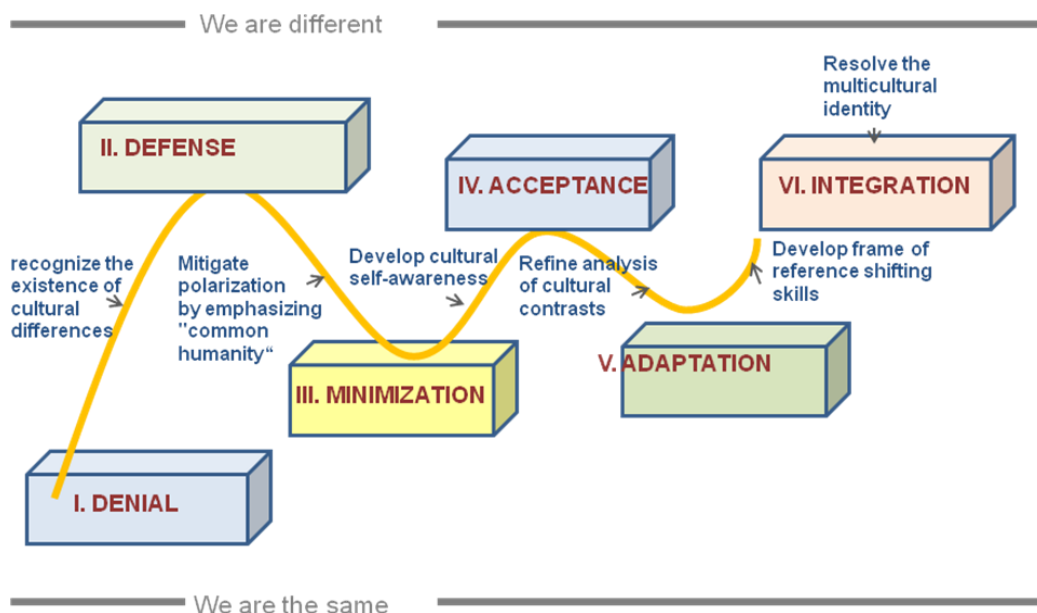 We are different
Resolve the
multicultural
identity
II. DEFENSE
IV. ACCEPTANCE
VI. INTEGRATION
recognize the
existence of
cultural
differences
Mitigate
polarization
by emphasizing
"common
humanity“
Develop cultural
self-awareness
Refine analysis
of cultural
contrasts
Develop frame of
reference shifting
skills
III. MINIMIZATION
V. ADAPTATION
I. DENIAL
We are the same